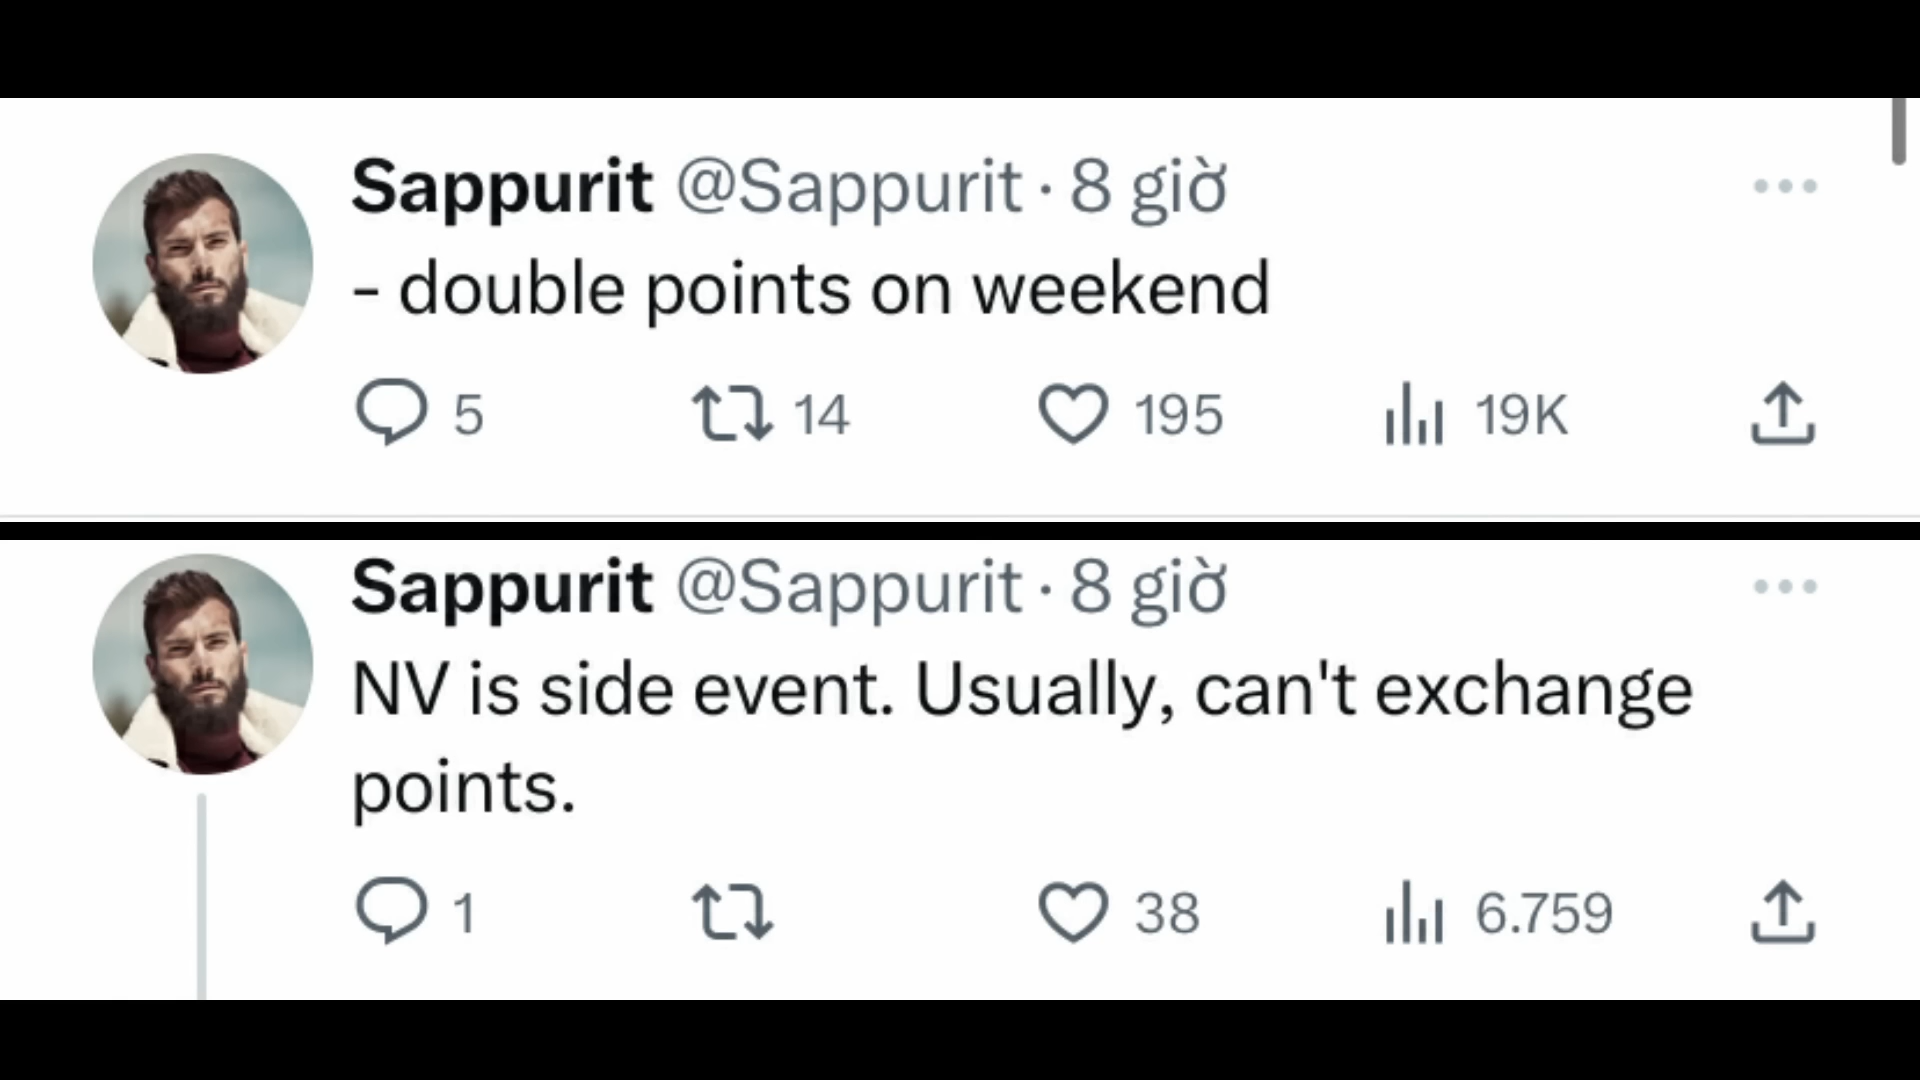 Sappurit @Sappurit · 8 giờ
- double points on weekend
5 14 195 19K
Sappurit @Sappurit · 8 giờ
NV is side event. Usually, can't exchange
points.
1 38 6.759